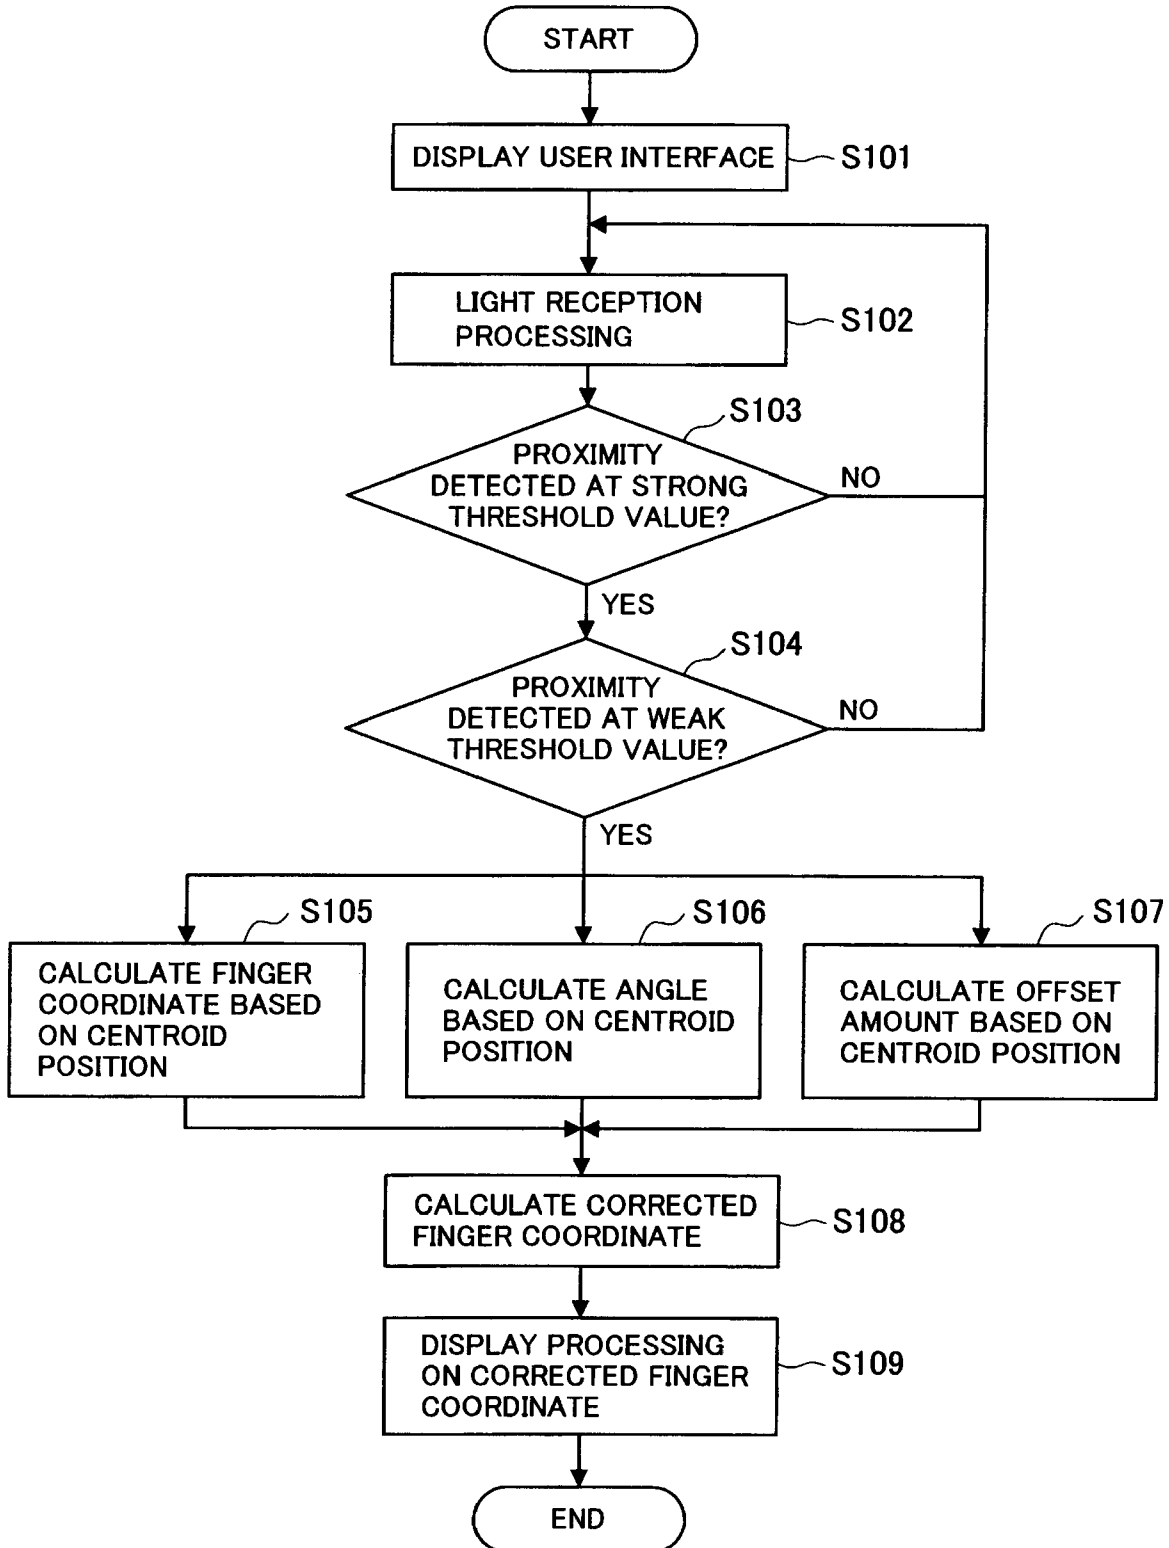 START
DISPLAY USER INTERFACE
S101
LIGHT RECEPTION
PROCESSING
S102
S103
PROXIMITY
DETECTED AT STRONG
THRESHOLD VALUE?
NO
YES
S104
PROXIMITY
DETECTED AT WEAK
THRESHOLD VALUE?
NO
YES
S105
CALCULATE FINGER
COORDINATE BASED
ON CENTROID
POSITION
S106
CALCULATE ANGLE
BASED ON CENTROID
POSITION
S107
CALCULATE OFFSET
AMOUNT BASED ON
CENTROID POSITION
CALCULATE CORRECTED
FINGER COORDINATE
S108
DISPLAY PROCESSING
ON CORRECTED FINGER
COORDINATE
S109
END